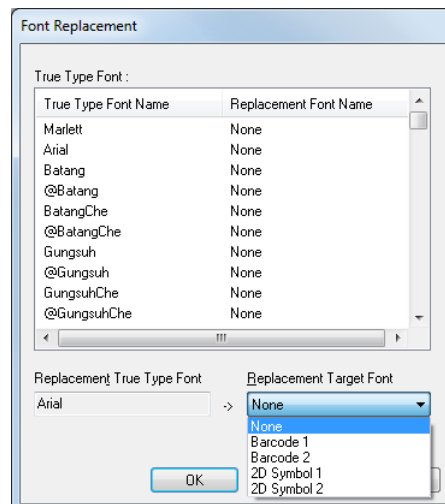 Font Replacement
True Type Font :
True Type Font Name Replacement Font Name
Marlett None
Arial None
Batang None
@Batang None
BatangChe None
@BatangChe None
Gungsuh None
@Gungsuh None
GungsuhChe None
@GungsuhChe None
Replacement True Type Font Replacement Target Font
Arial -> None
None
Barcode 1
Barcode 2
2D Symbol 1
2D Symbol 2
OK